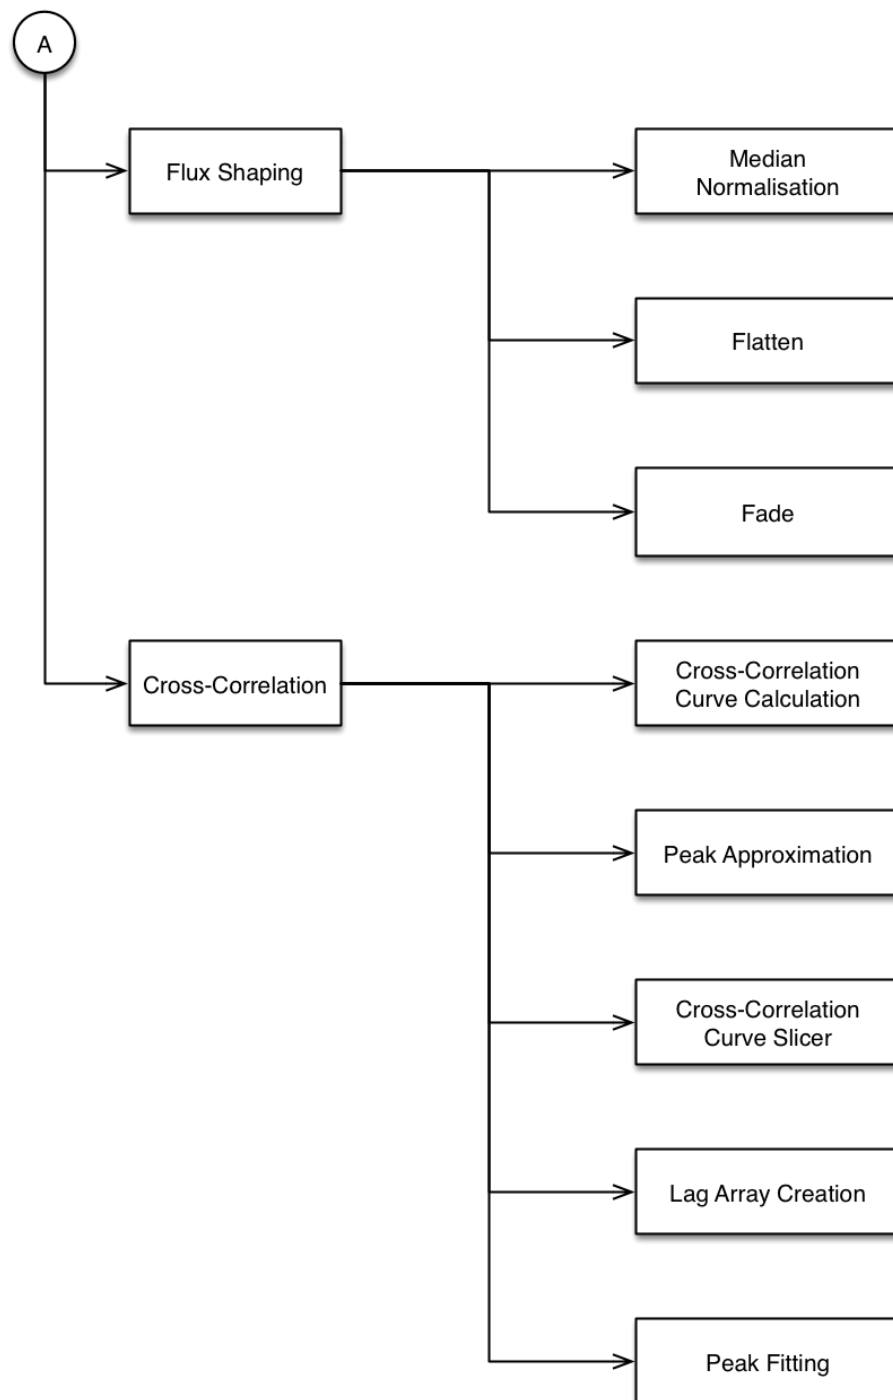 A
Flux Shaping
Median
Normalisation
Flatten
Fade
Cross-Correlation
Cross-Correlation
Curve Calculation
Peak Approximation
Cross-Correlation
Curve Slicer
Lag Array Creation
Peak Fitting